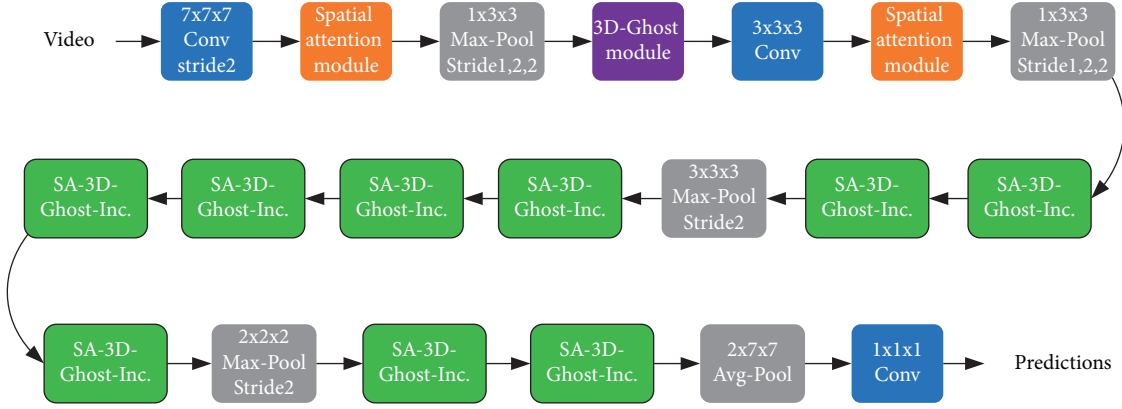 Video
7x7x7
Conv
stride2
Spatial
attention
module
1x3x3
Max-Pool
Stride1,2,2
3D-Ghost
module
3x3x3
Conv
Spatial
attention
module
1x3x3
Max-Pool
Stride1,2,2
SA-3D-
Ghost-Inc.
SA-3D-
Ghost-Inc.
SA-3D-
Ghost-Inc.
SA-3D-
Ghost-Inc.
3x3x3
Max-Pool
Stride2
SA-3D-
Ghost-Inc.
SA-3D-
Ghost-Inc.
SA-3D-
Ghost-Inc.
2x2x2
Max-Pool
Stride2
SA-3D-
Ghost-Inc.
SA-3D-
Ghost-Inc.
2x7x7
Avg-Pool
1x1x1
Conv
Predictions